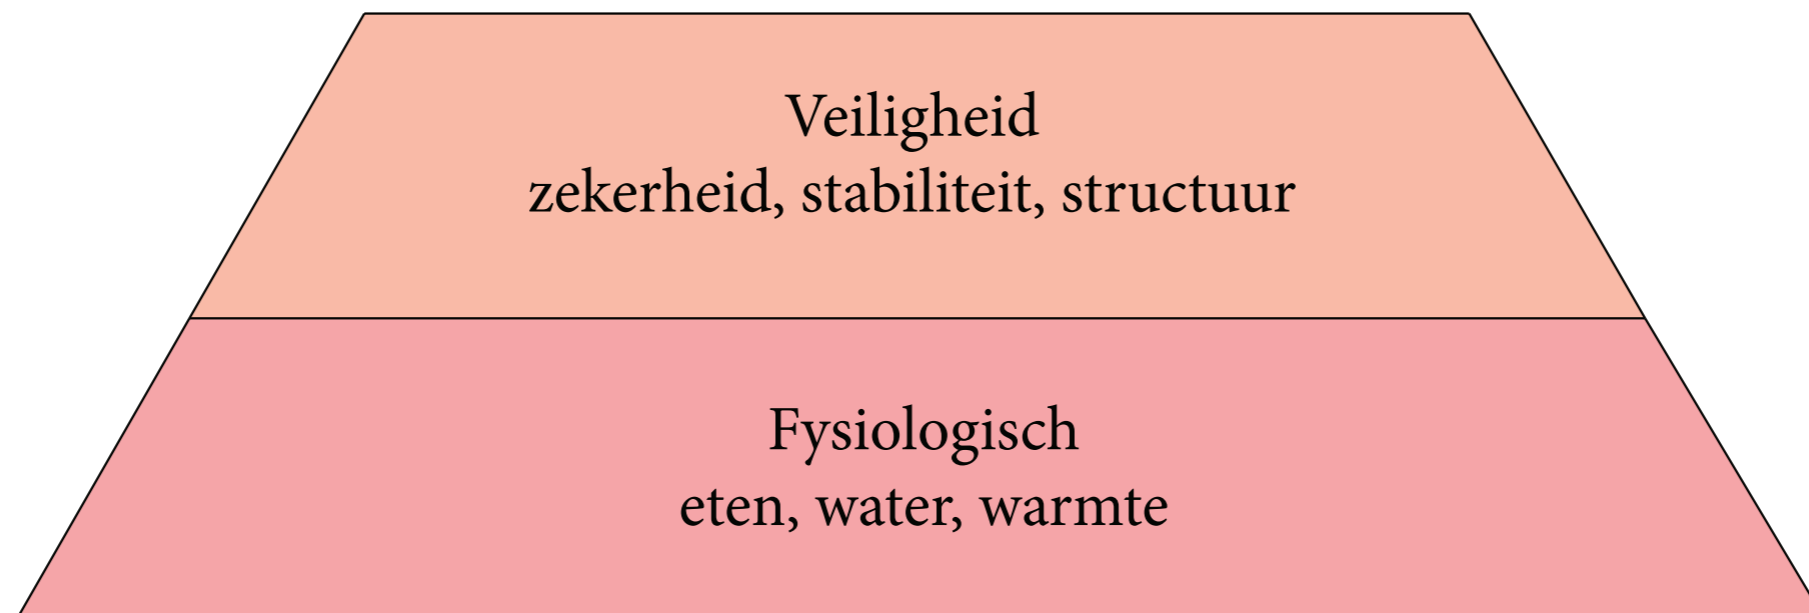 Veiligheid
zekerheid, stabiliteit, structuur
Fysiologisch
eten, water, warmte